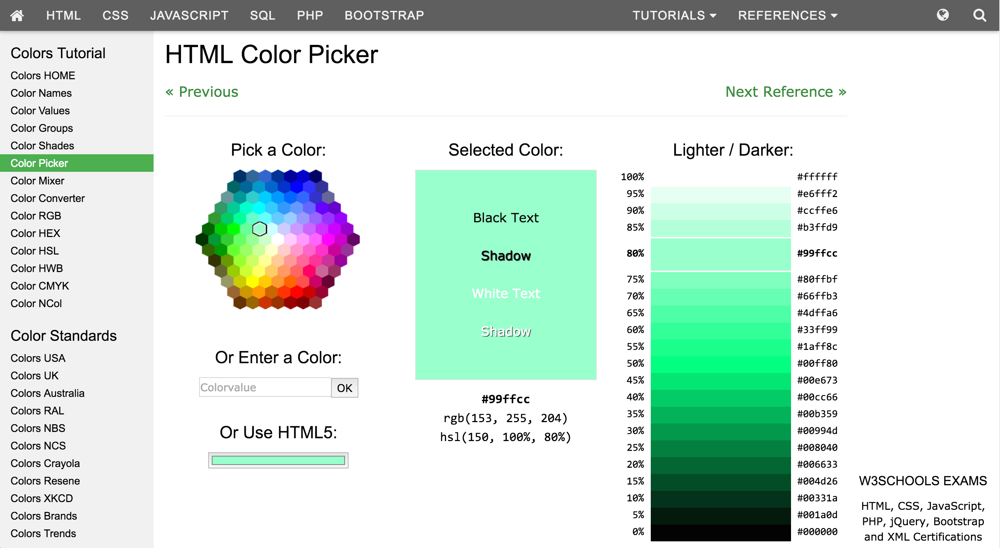 HTML CSS JAVASCRIPT SQL PHP BOOTSTRAP TUTORIALS REFERENCES
Colors Tutorial
Colors HOME
Color Names
Color Values
Color Groups
Color Shades
Color Picker
Color Mixer
Color Converter
Color RGB
Color HEX
Color HSL
Color HWB
Color CMYK
Color NCol
Color Standards
Colors USA
Colors UK
Colors Australia
Colors RAL
Colors NBS
Colors NCS
Colors Crayola
Colors Resene
Colors XKCD
Colors Brands
Colors Trends
HTML Color Picker
« Previous
Next Reference »
Pick a Color:
Or Enter a Color:
Colorvalue OK
Or Use HTML5:
Selected Color:
Black Text
Shadow
White Text
Shadow
#99ffcc
rgb(153, 255, 204)
hsl(150, 100%, 80%)
Lighter / Darker:
100% #ffffff
95% #e6fff2
90% #ccffe6
85% #b3ffd9
80% #99ffcc
75% #80ffbf
70% #66ffb3
65% #4dffa6
60% #33ff99
55% #1aff8c
50% #00ff80
45% #00e673
40% #00cc66
35% #00b359
30% #00994d
25% #008040
20% #006633
15% #004d26
10% #00331a
5% #001a0d
0% #000000
W3SCHOOLS EXAMS
HTML, CSS, JavaScript,
PHP, jQuery, Bootstrap
and XML Certifications